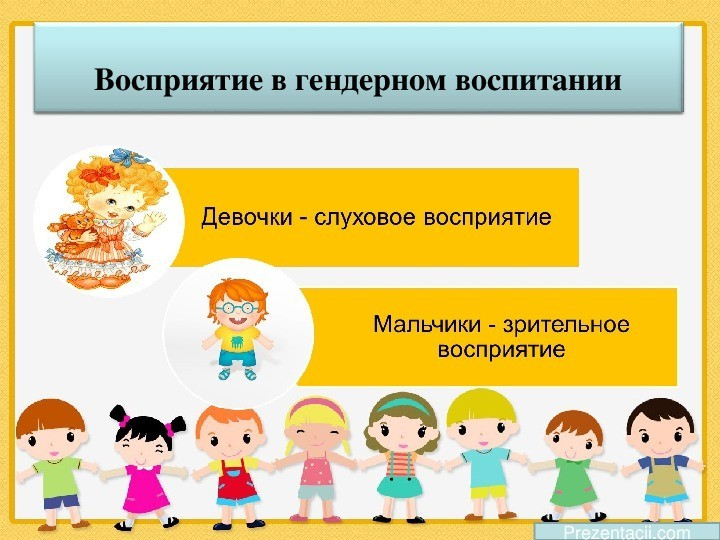 Восприятие в гендерном воспитании
Девочки - слуховое восприятие
Мальчики - зрительное
восприятие
Prezentacii.com